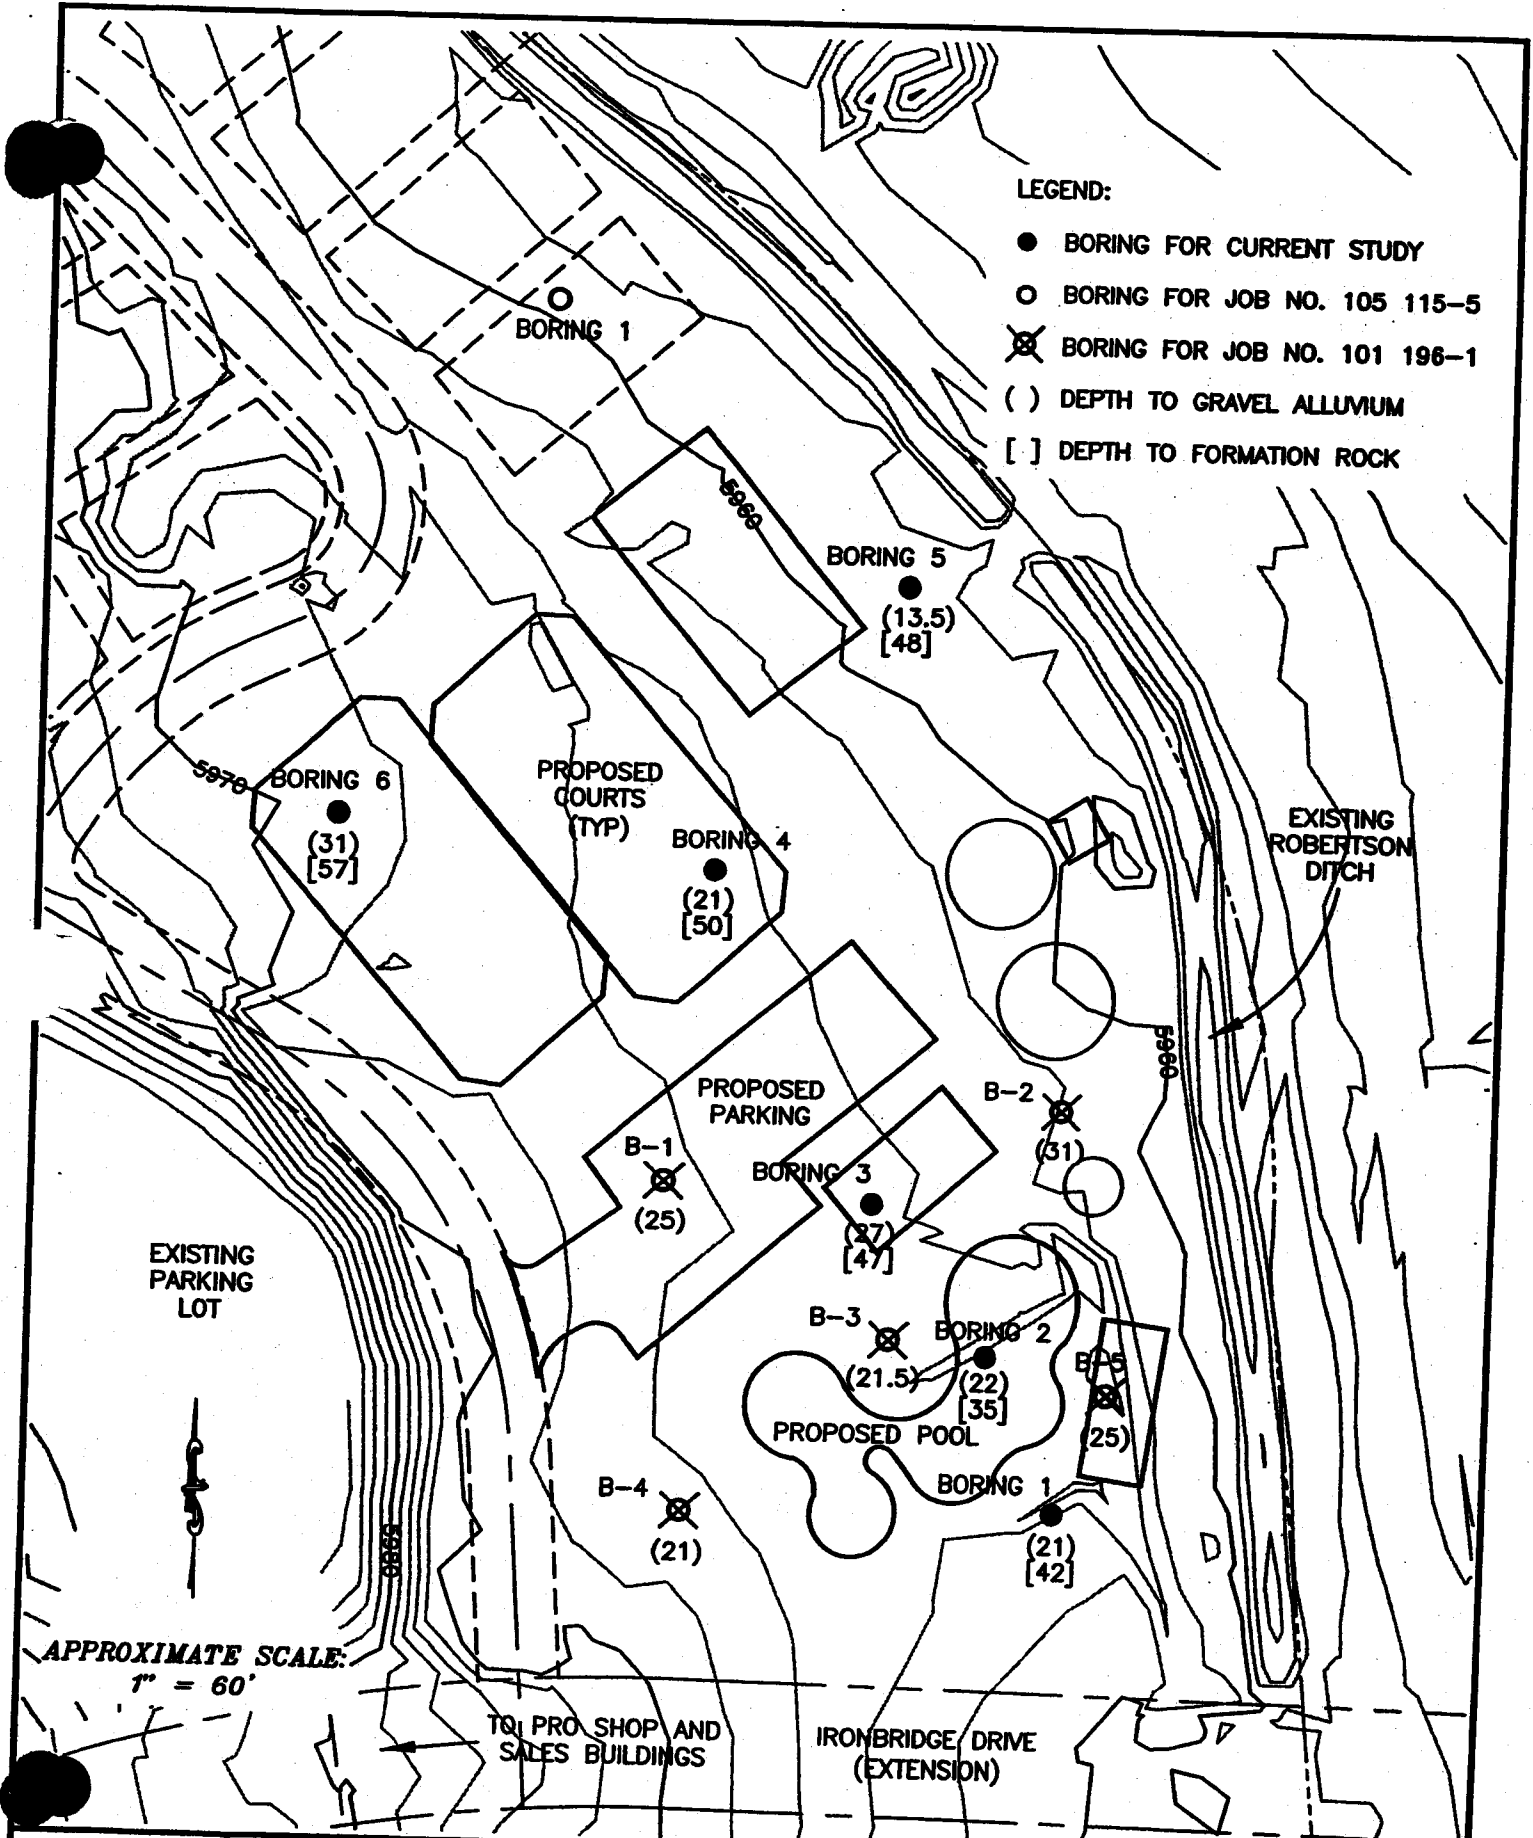 LEGEND:
BORING FOR CURRENT STUDY
BORING FOR JOB NO. 105 115-5
BORING FOR JOB NO. 101 196-1
( ) DEPTH TO GRAVEL ALLUVIUM
[ ] DEPTH TO FORMATION ROCK
BORING 1
5960
BORING 5
(13.5)
[48]
5970
BORING 6
(31)
[57]
PROPOSED
COURTS
(TYP)
BORING 4
(21)
[50]
EXISTING
ROBERTSON
DITCH
5960
PROPOSED
PARKING
B-2
(31)
B-1
(25)
BORING 3
(27)
[47]
EXISTING
PARKING
LOT
B-3
(21.5)
BORING 2
(22)
[35]
B-5
(25)
PROPOSED POOL
BORING 1
(21)
[42]
B-4
(21)
5980
APPROXIMATE SCALE:
1" = 60'
TO PRO SHOP AND
SALES BUILDINGS
IRONBRIDGE DRIVE
(EXTENSION)